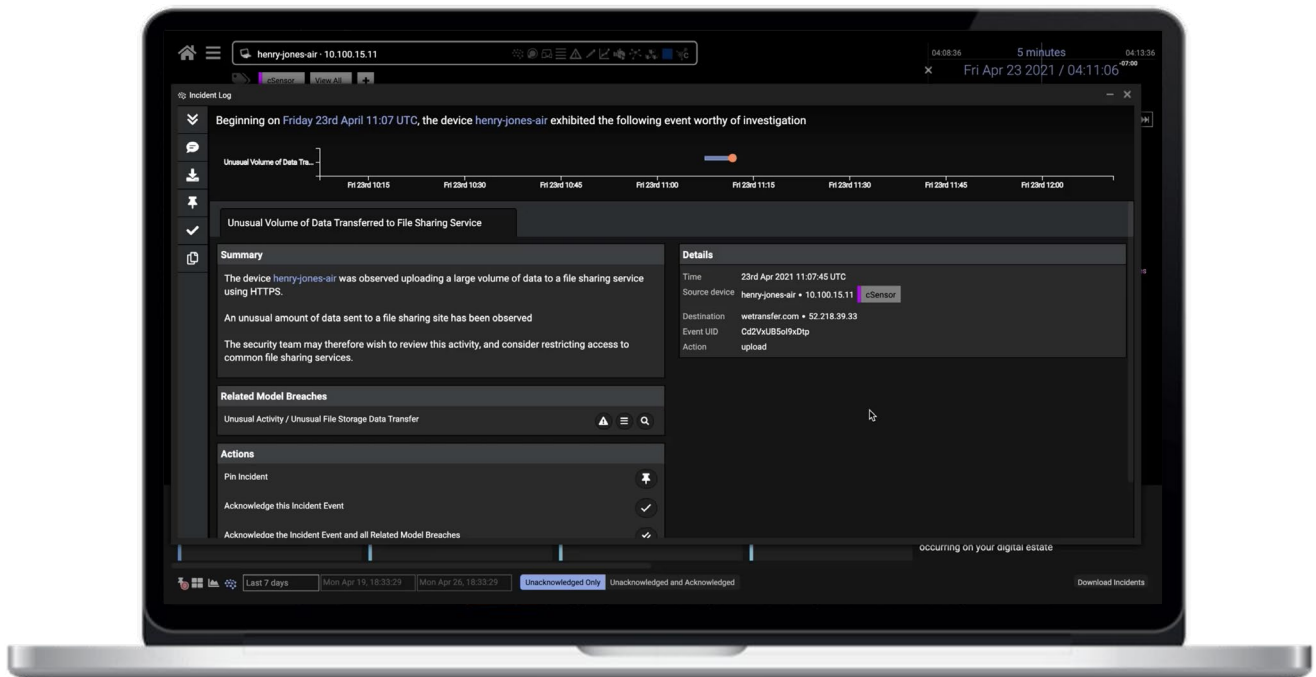 henry-jones-air · 10.100.15.11
04:08:36 5 minutes 04:13:36
Fri Apr 23 2021 / 04:11:06 -07:00
cSensor View All +
Incident Log
Beginning on Friday 23rd April 11:07 UTC, the device henry-jones-air exhibited the following event worthy of investigation
Unusual Volume of Data Tra...
Fri 23rd 10:15 Fri 23rd 10:30 Fri 23rd 10:45 Fri 23rd 11:00 Fri 23rd 11:15 Fri 23rd 11:30 Fri 23rd 11:45 Fri 23rd 12:00
Unusual Volume of Data Transferred to File Sharing Service
Summary
The device henry-jones-air was observed uploading a large volume of data to a file sharing service
using HTTPS.
An unusual amount of data sent to a file sharing site has been observed
The security team may therefore wish to review this activity, and consider restricting access to
common file sharing services.
Related Model Breaches
Unusual Activity / Unusual File Storage Data Transfer
Actions
Pin Incident
Acknowledge this Incident Event
Acknowledge the Incident Event and all Related Model Breaches
Details
Time 23rd Apr 2021 11:07:45 UTC
Source device henry-jones-air • 10.100.15.11 cSensor
Destination wetransfer.com • 52.218.39.33
Event UID Cd2VxUB5ol9xDtp
Action upload
occurring on your digital estate
Last 7 days Mon Apr 19, 18:33:29 Mon Apr 26, 18:33:29 Unacknowledged Only Unacknowledged and Acknowledged Download Incidents